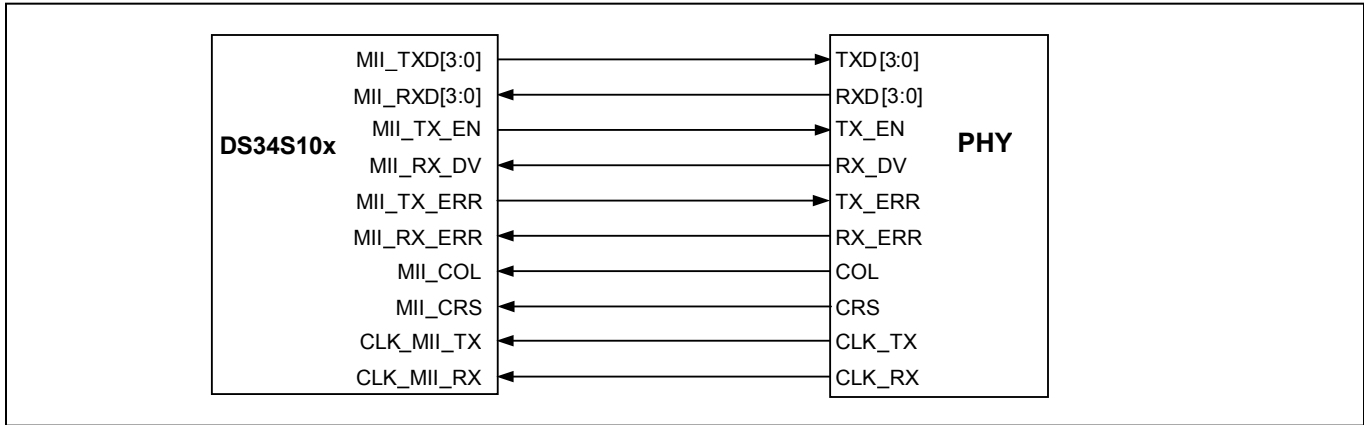 MII_TXD[3:0] TXD[3:0]
MII_RXD[3:0] RXD[3:0]
MII_TX_EN TX_EN
DS34S10x PHY
MII_RX_DV RX_DV
MII_TX_ERR TX_ERR
MII_RX_ERR RX_ERR
MII_COL COL
MII_CRS CRS
CLK_MII_TX CLK_TX
CLK_MII_RX CLK_RX